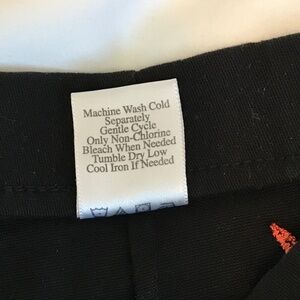 Machine Wash Cold
Separately
Gentle Cycle
Only Non-Chlorine
Bleach When Needed
Tumble Dry Low
Cool Iron If Needed